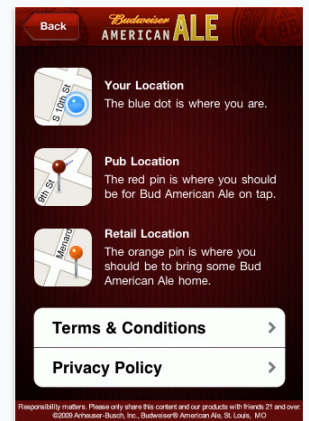 Back
Budweiser
AMERICAN ALE
S 10th St
Your Location
The blue dot is where you are.
9th St
Pub Location
The red pin is where you should
be for Bud American Ale on tap.
Menard
Retail Location
The orange pin is where you
should be to bring some Bud
American Ale home.
Terms & Conditions
Privacy Policy
Responsibility matters. Please only share this content and our products with friends 21 and over.
©2009 Anheuser-Busch, Inc., Budweiser® American Ale, St. Louis, MO